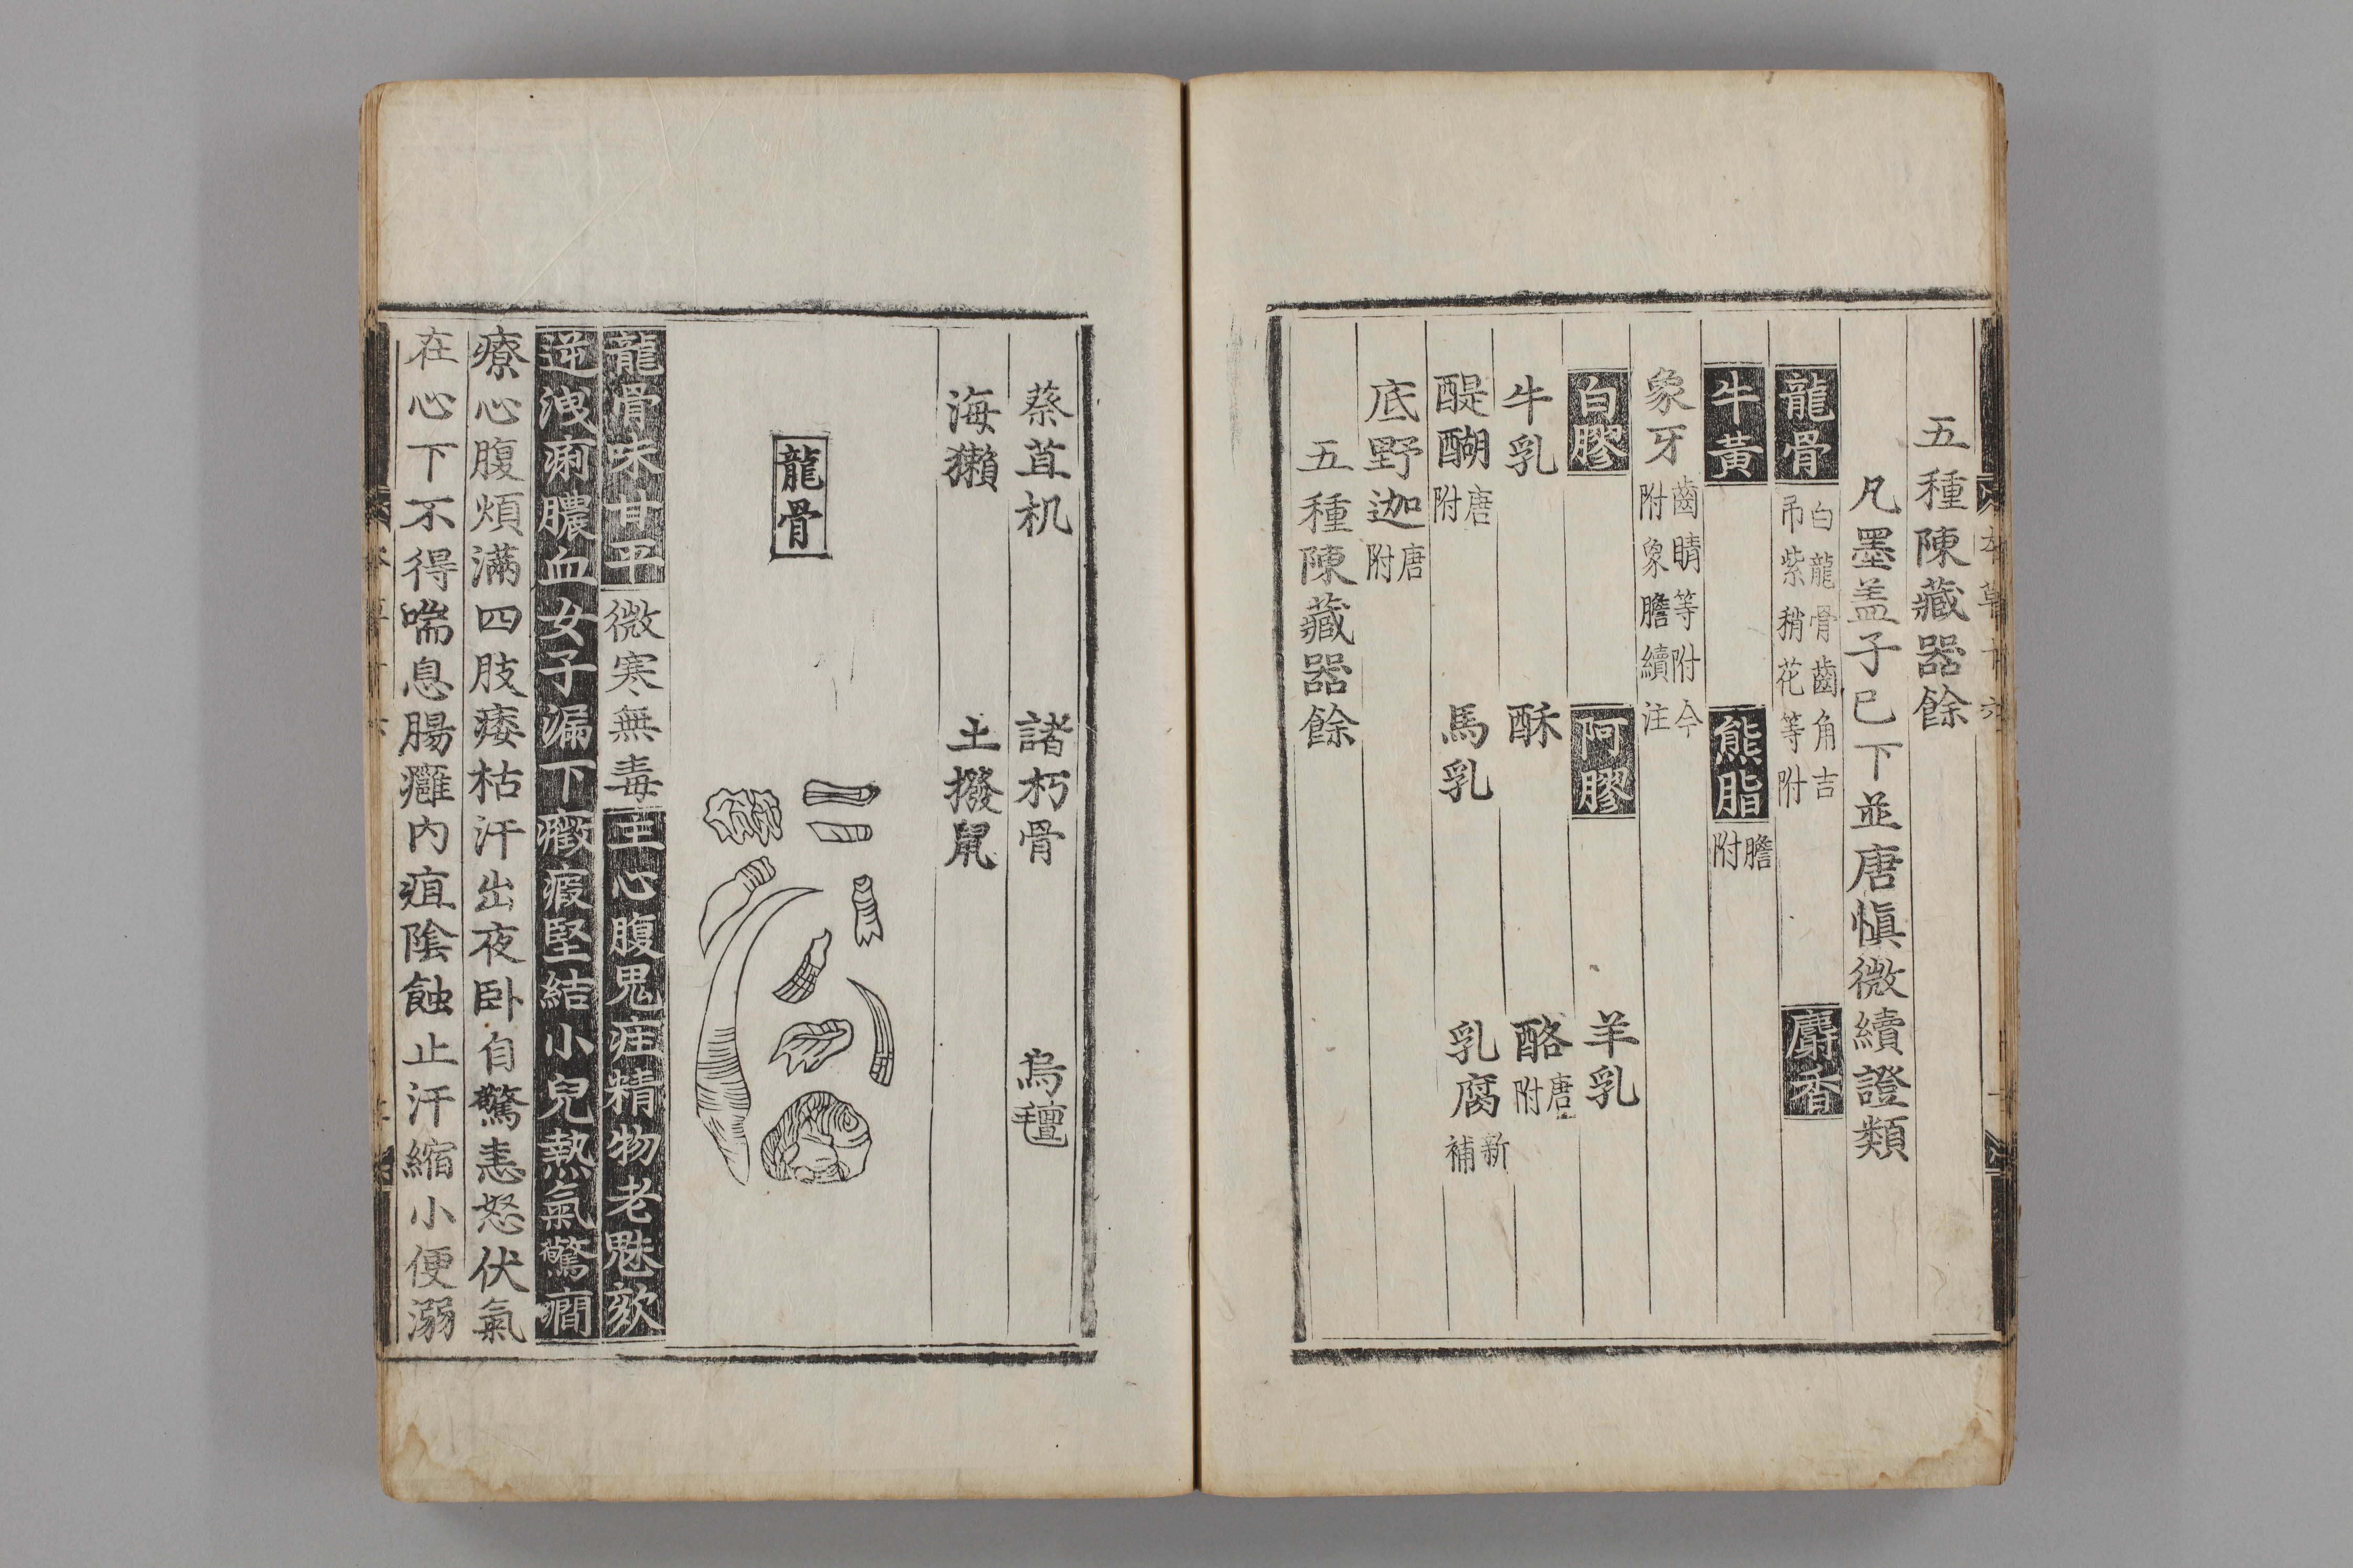 五種陳藏器餘
凡墨盖子已下並唐愼微續證類
龍骨 白龍骨齒角吉
吊紫稍花等附 麝香
牛黃 熊脂 膽
附
象牙 齒睛等附今
附象膽續注
白膠 阿膠 羊乳
牛乳 酥 酪 唐
附
醍醐 唐
附 馬乳 乳腐 新
補
底野迦 唐
附
五種陳藏器餘
蔡苴机 諸朽骨 烏氊
海獺 土撥鼠
龍骨
龍骨味甘平微寒無毒主心腹鬼疰精物老魅欬
逆洩痢膿血女子漏下癥瘕堅結小兒熱氣驚癎
療心腹煩滿四肢痿枯汗出夜卧自驚恚怒伏氣
在心下不得喘息腸癰内疽陰蝕止汗縮小便溺